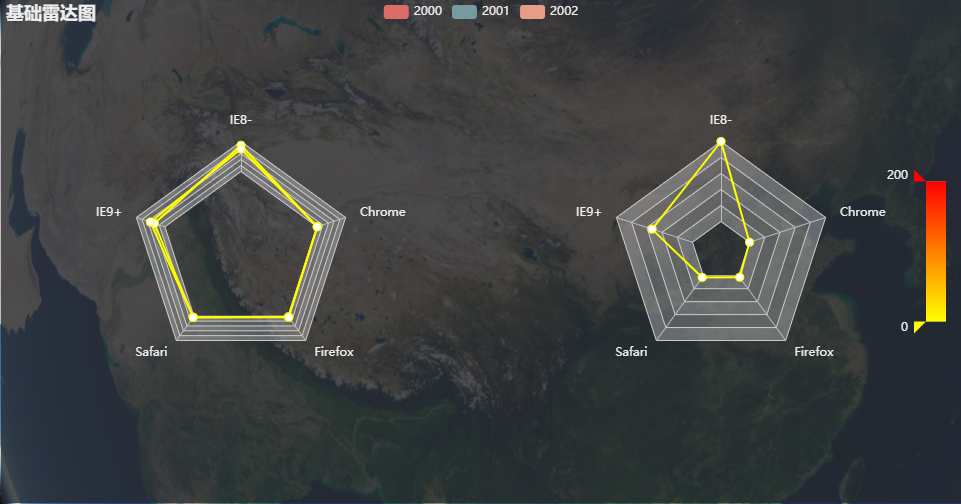 基础雷达图
2000 2001 2002
IE8- IE8-
200
IE9+ Chrome IE9+ Chrome
0
Safari Firefox Safari Firefox